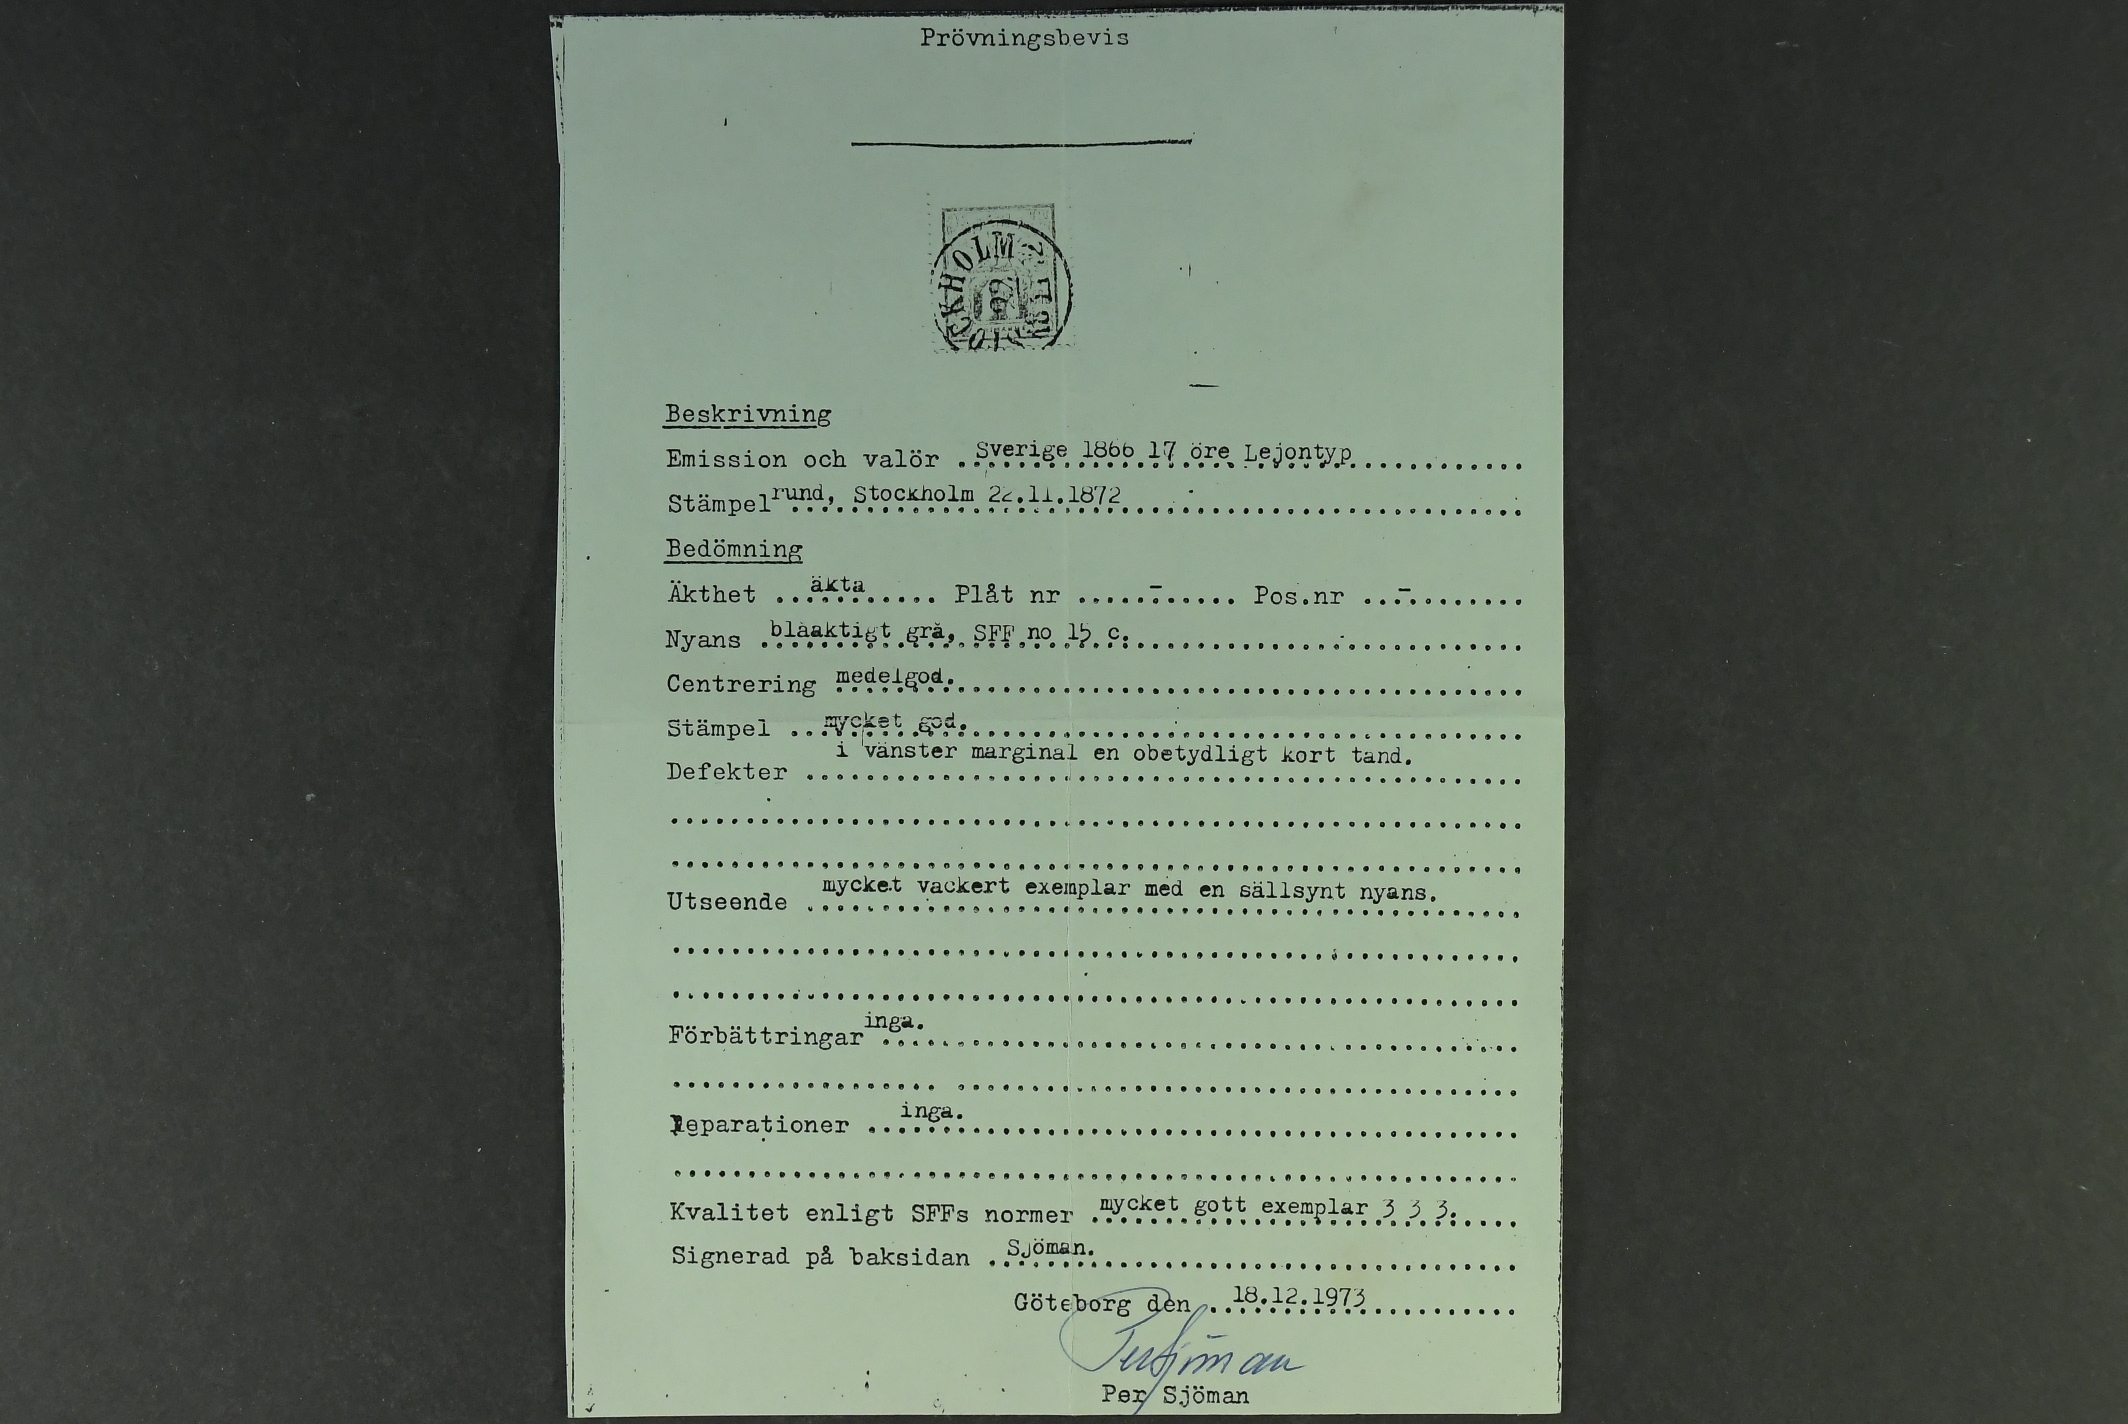 Prövningsbevis
STOCKHOLM
Beskrivning
Emission och valör Sverige 1866 17 öre Lejontyp
Stämpel rund, Stockholm 22.11.1872
Bedömning
Äkthet äkta Plåt nr - Pos.nr -
Nyans blåaktigt grå, SFF no 15 c.
Centrering medelgod.
Stämpel mycket god.
i vänster marginal en obetydligt kort tand.
Defekter
mycket vackert exemplar med en sällsynt nyans.
Utseende
Förbättringar inga.
Reparationer inga.
Kvalitet enligt SFFs normer mycket gott exemplar 3 3 3.
Signerad på baksidan Sjöman.
Göteborg den 18.12.1973
Per Sjöman
Per Sjöman